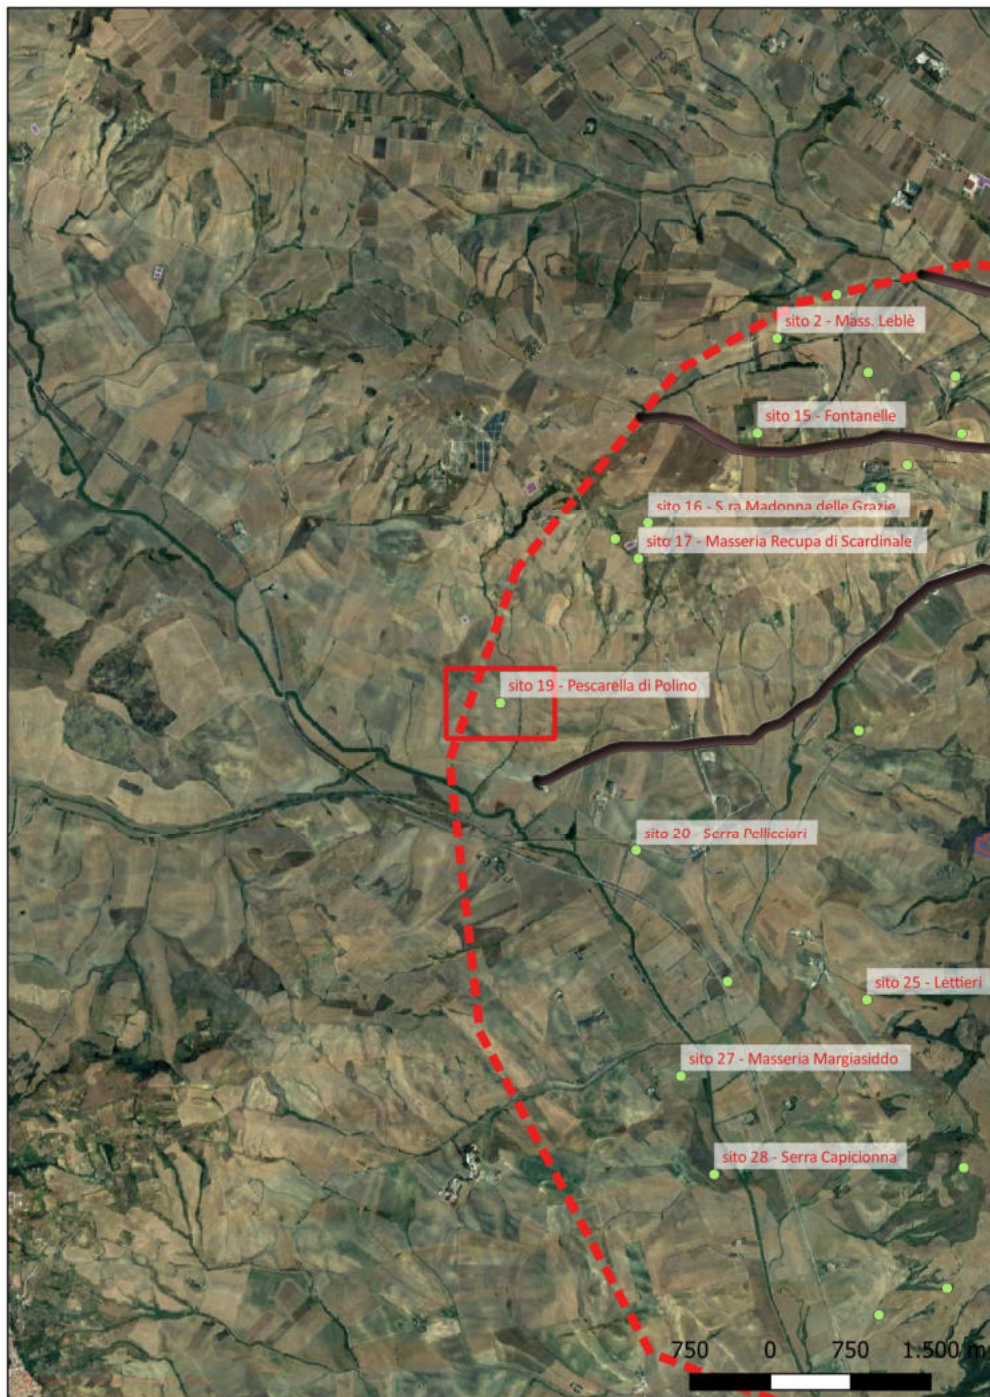 sito 2 - Mass. Leblè
sito 15 - Fontanelle
sito 16 - S.ra Madonna delle Grazie
sito 17 - Masseria Recupa di Scardinale
sito 19 - Pescarella di Polino
sito 20 - Serra Pellicciari
sito 25 - Lettieri
sito 27 - Masseria Margiasiddo
sito 28 - Serra Capicionna
750 0 750 1.500 m